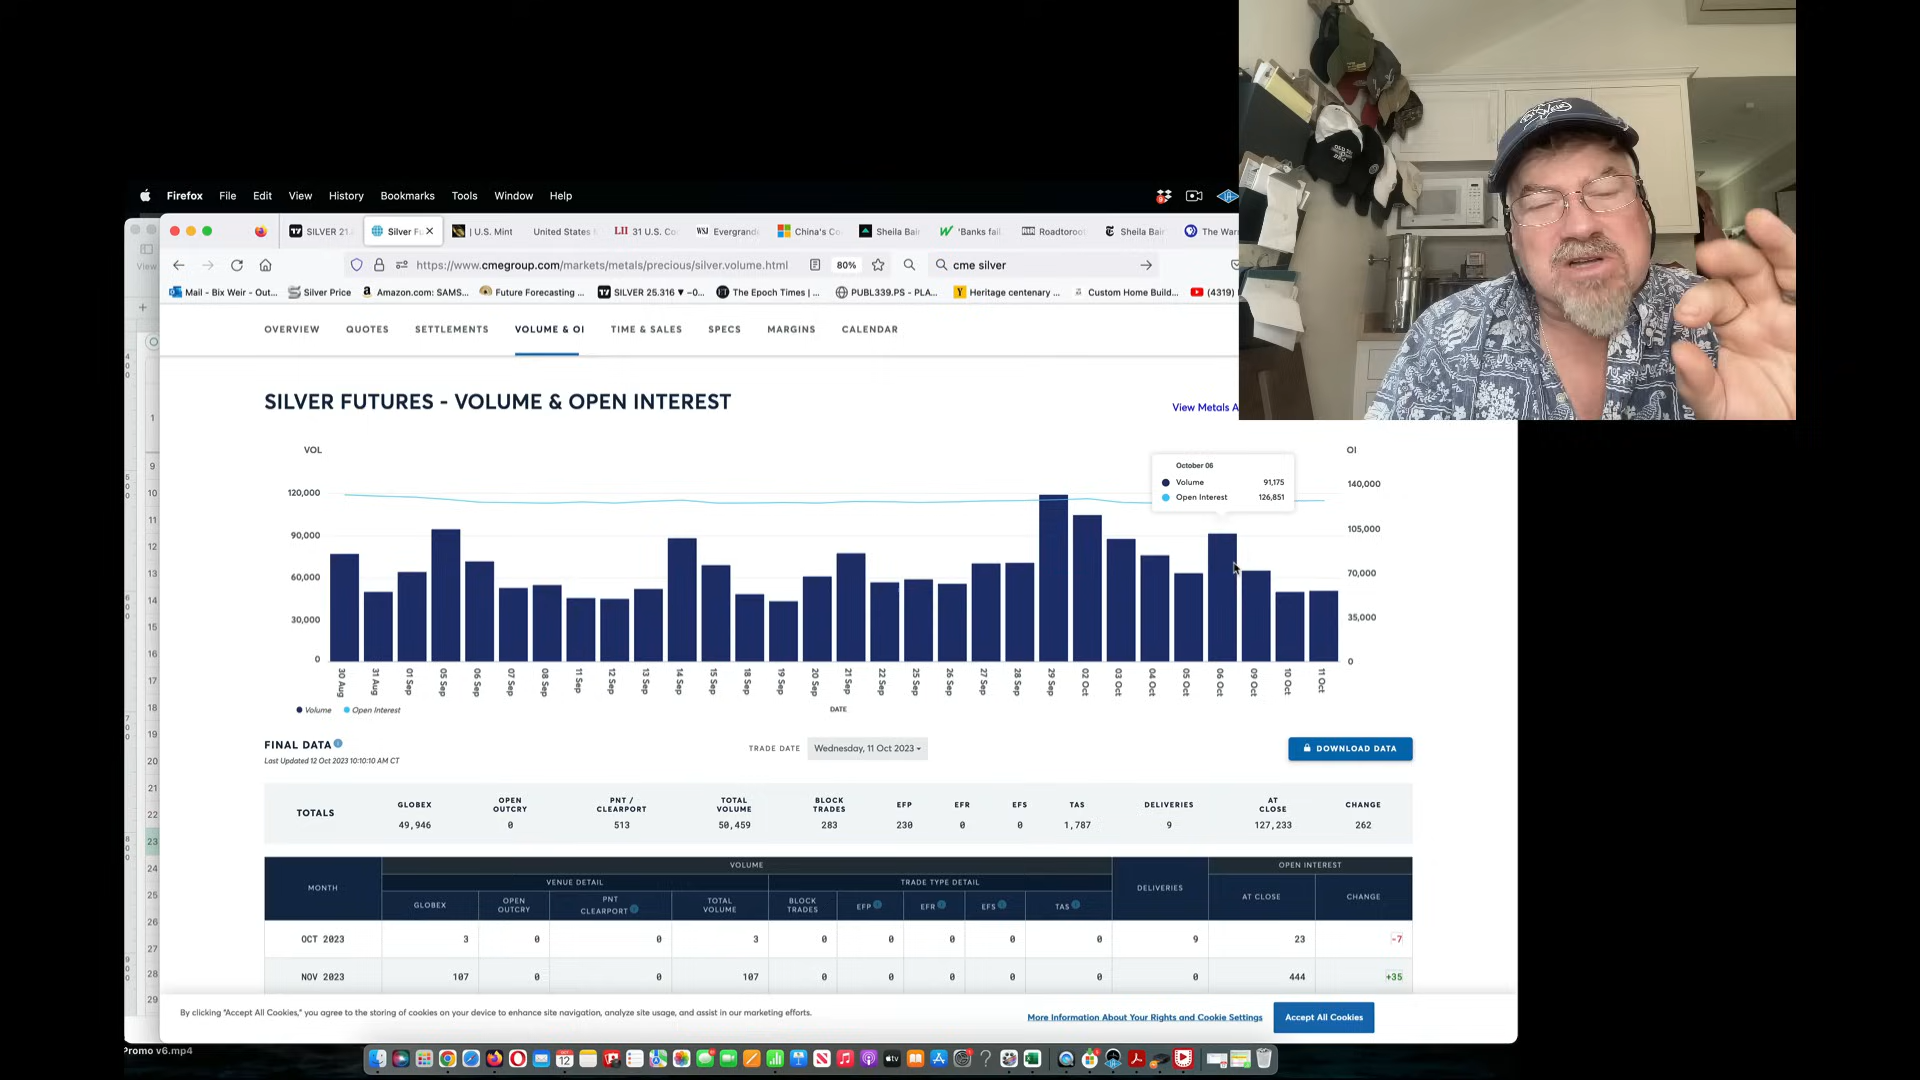 Firefox File Edit View History Bookmarks Tools Window Help
SILVER 21 Silver Fu | U.S. Mint United States 31 U.S. Co WSJ Evergrand China's Co Sheila Bair 'Banks fail Roadtoroo Sheila Bair The War
https://www.cmegroup.com/markets/metals/precious/silver.volume.html 80% cme silver
Mail - Bix Weir - Out... Silver Price Amazon.com: SAMS... Future Forecasting ... SILVER 25.316 ▼ −0... The Epoch Times | ... PUBL339.PS - PLA... Heritage centenary ... Custom Home Build... (4319)
OVERVIEW QUOTES SETTLEMENTS VOLUME & OI TIME & SALES SPECS MARGINS CALENDAR
SILVER FUTURES - VOLUME & OPEN INTEREST
View Metals A
VOL OI
October 06
Volume 91,175
Open Interest 126,851
120,000 140,000
90,000 105,000
60,000 70,000
30,000 35,000
0 0
30 Aug 31 Aug 01 Sep 05 Sep 06 Sep 07 Sep 08 Sep 11 Sep 12 Sep 13 Sep 14 Sep 15 Sep 18 Sep 19 Sep 20 Sep 21 Sep 22 Sep 25 Sep 26 Sep 27 Sep 28 Sep 29 Sep 02 Oct 03 Oct 04 Oct 05 Oct 06 Oct 09 Oct 10 Oct 11 Oct
Volume Open Interest
DATE
FINAL DATA
Last Updated 12 Oct 2023 10:10:10 AM CT
TRADE DATE Wednesday, 11 Oct 2023
DOWNLOAD DATA
TOTALS
GLOBEX OPEN OUTCRY PNT / CLEARPORT TOTAL VOLUME BLOCK TRADES EFP EFR EFS TAS DELIVERIES AT CLOSE CHANGE
49,946 0 513 50,459 283 230 0 0 1,787 9 127,233 262
VOLUME OPEN INTEREST
VENUE DETAIL TRADE TYPE DETAIL
MONTH GLOBEX OPEN OUTCRY PNT CLEARPORT TOTAL VOLUME BLOCK TRADES EFP EFR EFS TAS DELIVERIES AT CLOSE CHANGE
OCT 2023 3 0 0 3 0 0 0 0 0 9 23 -7
NOV 2023 107 0 0 107 0 0 0 0 0 0 444 +35
By clicking "Accept All Cookies," you agree to the storing of cookies on your device to enhance site navigation, analyze site usage, and assist in our marketing efforts.
More Information About Your Rights and Cookie Settings
Accept All Cookies
Promo v6.mp4